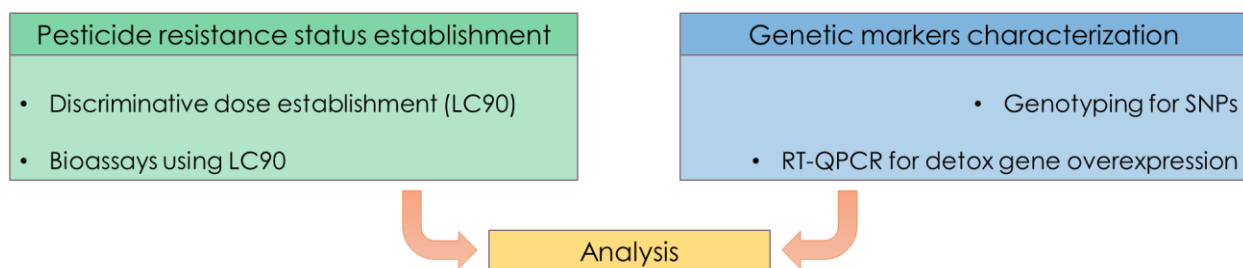 Pesticide resistance status establishment
• Discriminative dose establishment (LC90)
• Bioassays using LC90
Genetic markers characterization
• Genotyping for SNPs
• RT-QPCR for detox gene overexpression
Analysis